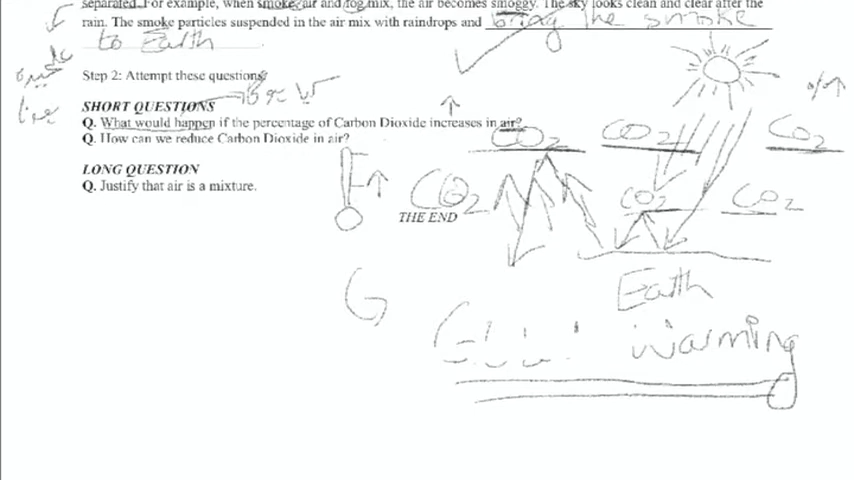 separated. For example, when smoke, air and fog mix, the air becomes smoggy. The sky looks clean and clear after the
rain. The smoke particles suspended in the air mix with raindrops and bring the smoke
to Earth
Step 2: Attempt these questions:
SHORT QUESTIONS
Q. What would happen if the percentage of Carbon Dioxide increases in air?
Q. How can we reduce Carbon Dioxide in air?
LONG QUESTION
Q. Justify that air is a mixture.
THE END
CO2 CO2 CO2
CO2 CO2 CO2
Earth
G
warming